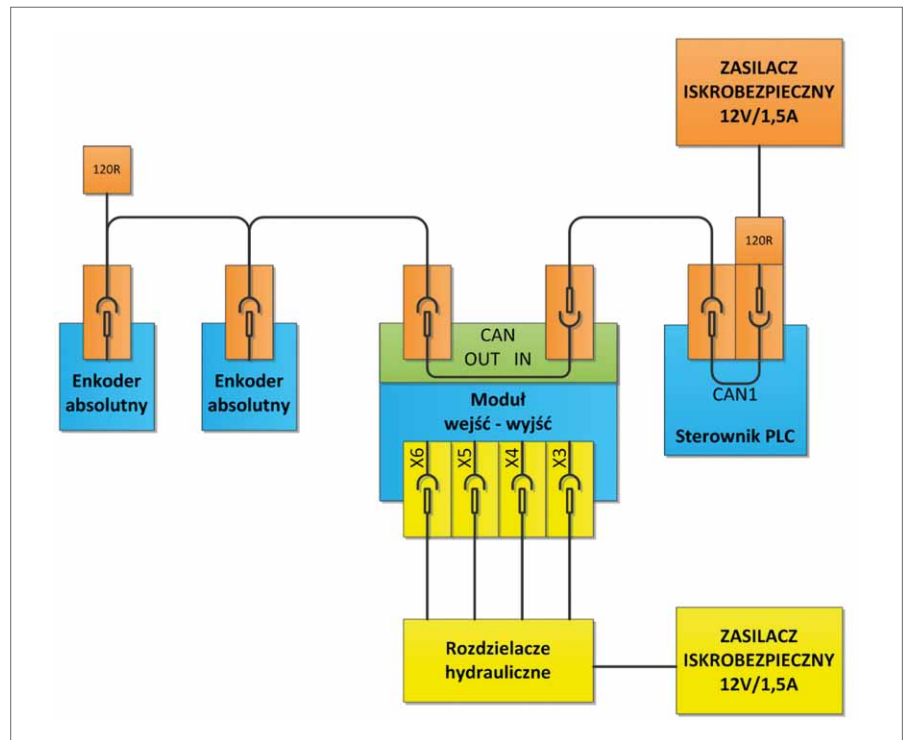 ZASILACZ
ISKROBEZPIECZNY
12V/1,5A
120R
120R
CAN
OUT IN
Enkoder
absolutny
Enkoder
absolutny
Moduł
wejść - wyjść
CAN1
Sterownik PLC
X6
X5
X4
X3
Rozdzielacze
hydrauliczne
ZASILACZ
ISKROBEZPIECZNY
12V/1,5A